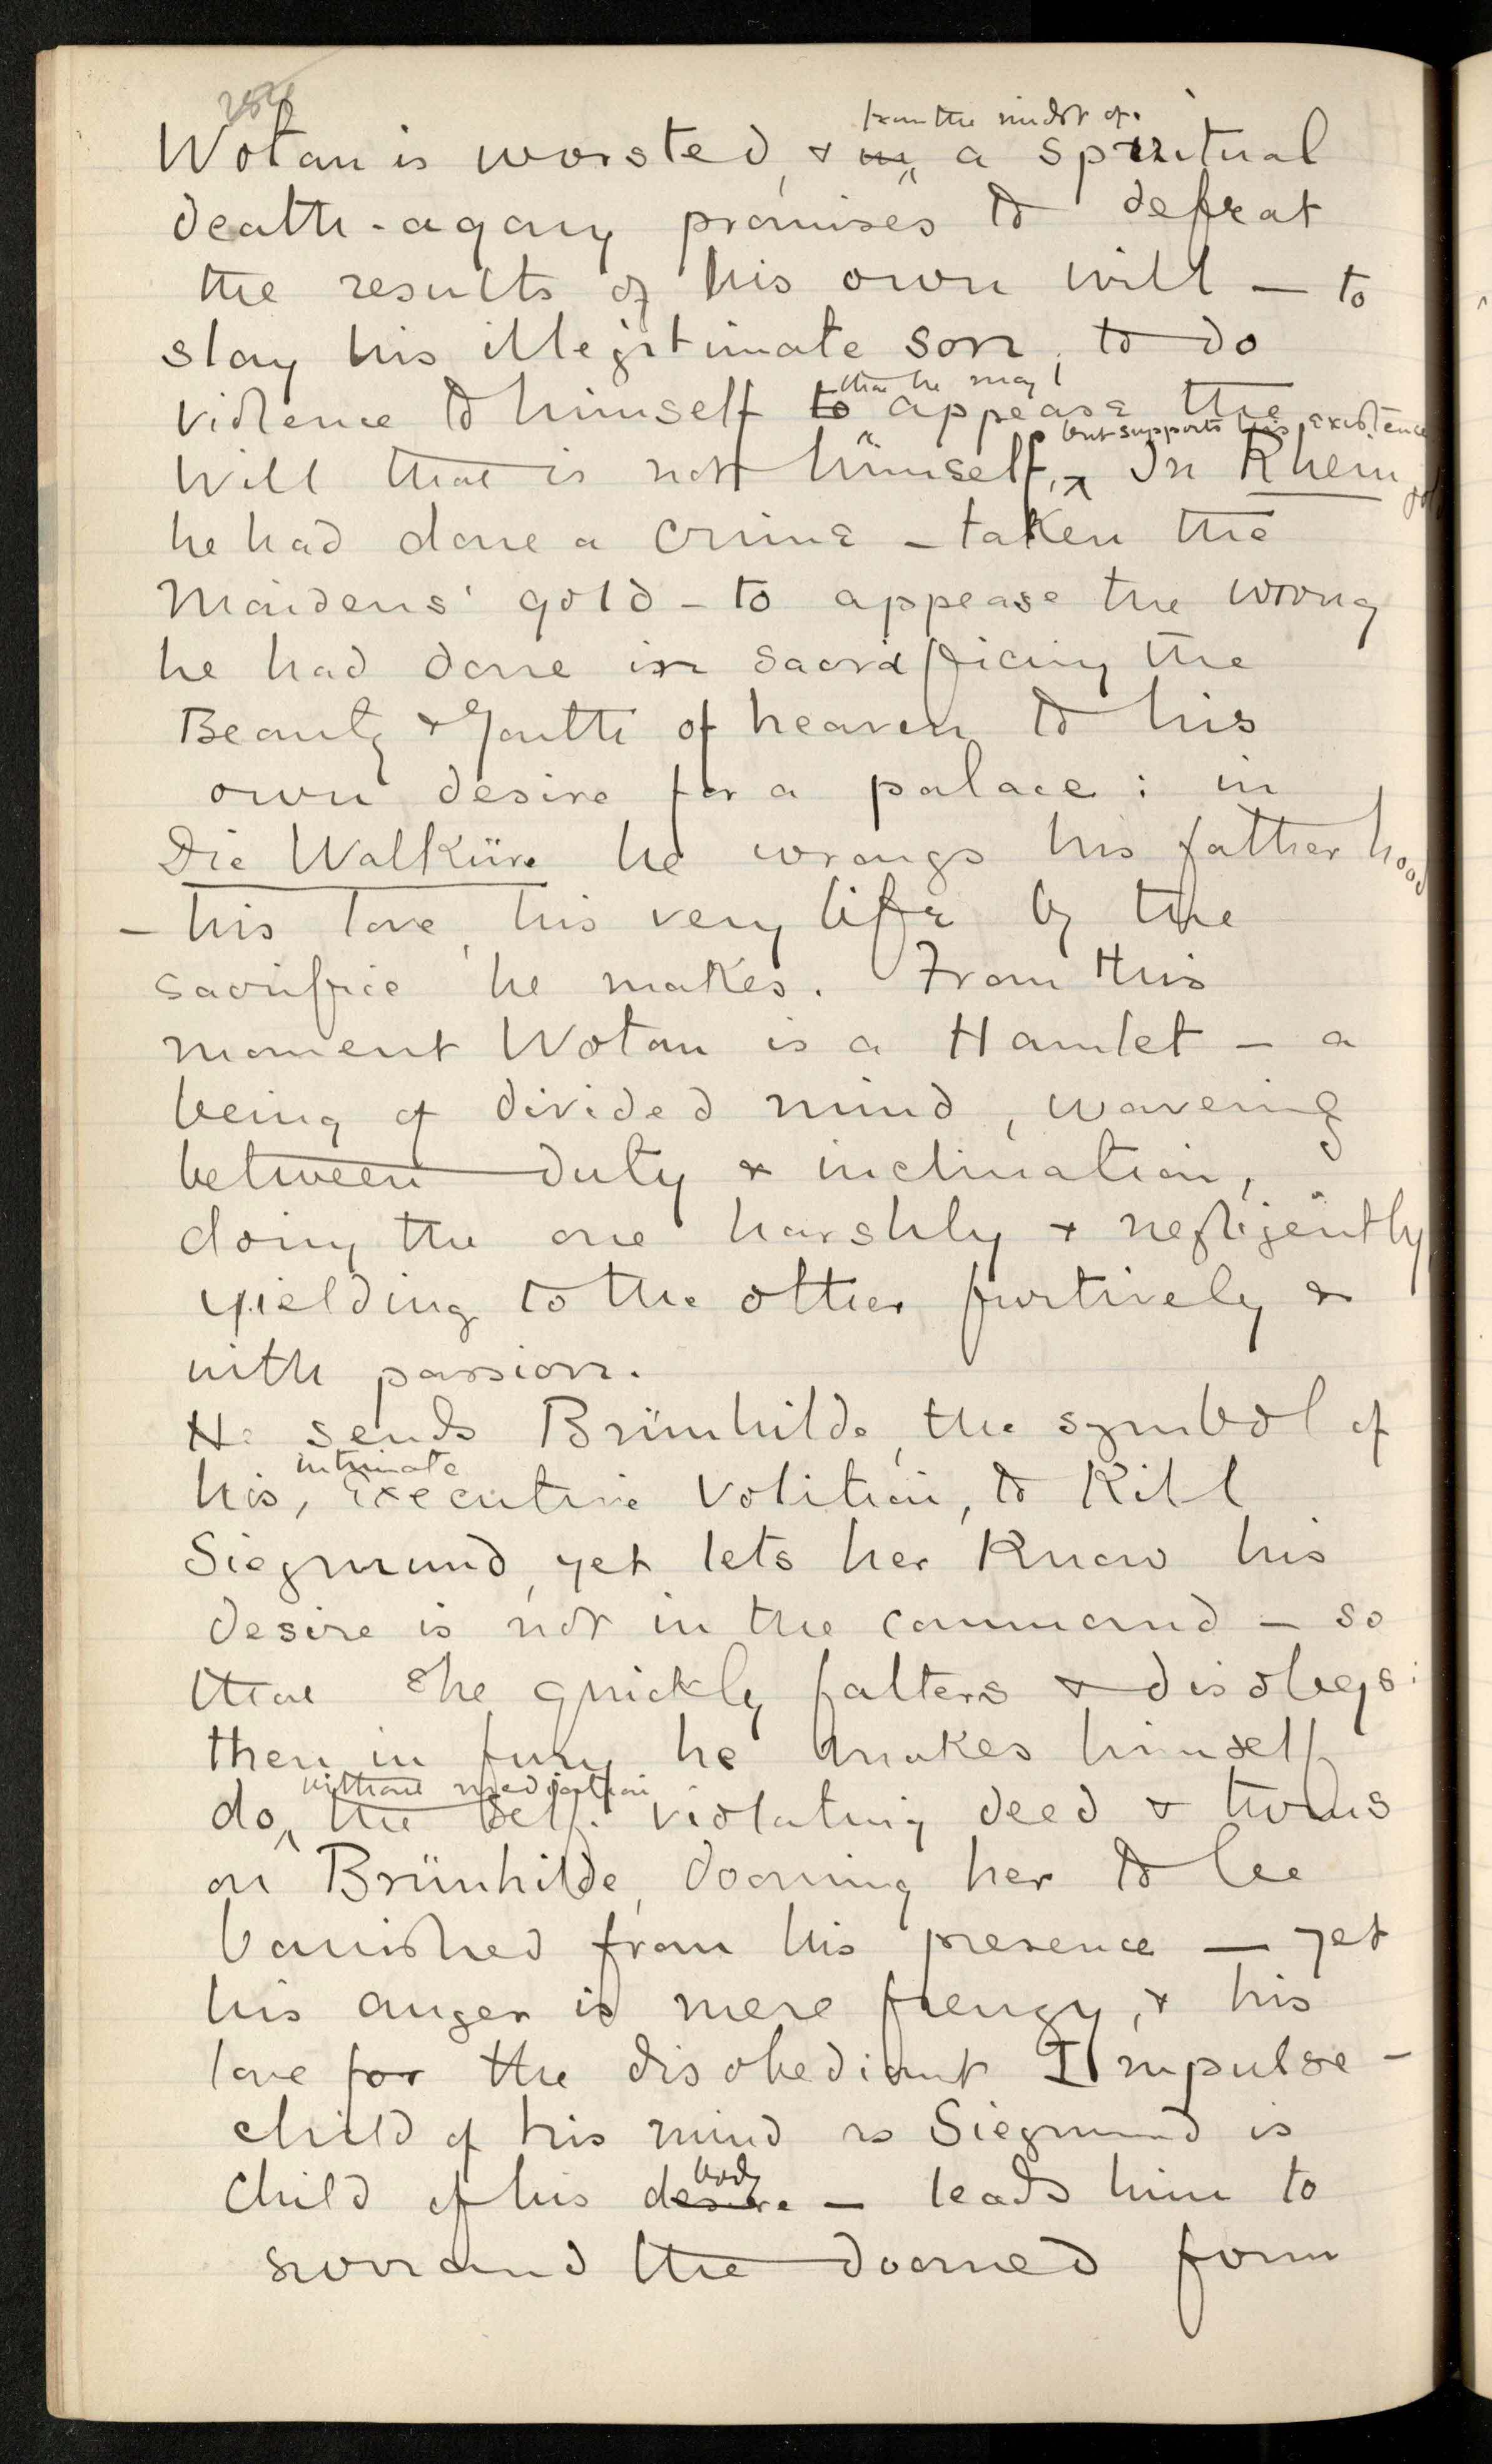 254
from the midst of
Wotan is worsted, & in a spiritual
death-agony promises to defeat
the results of his own will – to
slay his illegitimate son, to do
that he may
violence to himself to appease the
but supports his existence
Will that is not himself. In Rheingold
he had done a crime – taken the
Maidens' gold – to appease the wrong
he had done in sacrificing the
Beauty & Youth of heaven to his
own desire for a palace: in
Die Walküre he wrongs his fatherhood
– his love, his very life by the
sacrifice he makes. From this
moment Wotan is a Hamlet – a
being of divided mind, wavering
between duty & inclination,
doing the one harshly & negligently,
yielding to the other furtively &
with passion.
He sends Brünhilde, the symbol of
intimate
his, executive volition, to kill
Siegmund, yet lets her know his
desire is not in the command – so
that she quickly falters & disobeys:
then in fury he makes himself
without mediation
do, the self-violating deed & turns
on Brünhilde, dooming her to be
banished from his presence – yet
his anger is mere frenzy, & his
love for the disobedient Impulse –
child of his mind as Siegmund is
body
child of his desire – leads him to
surround the doomed form